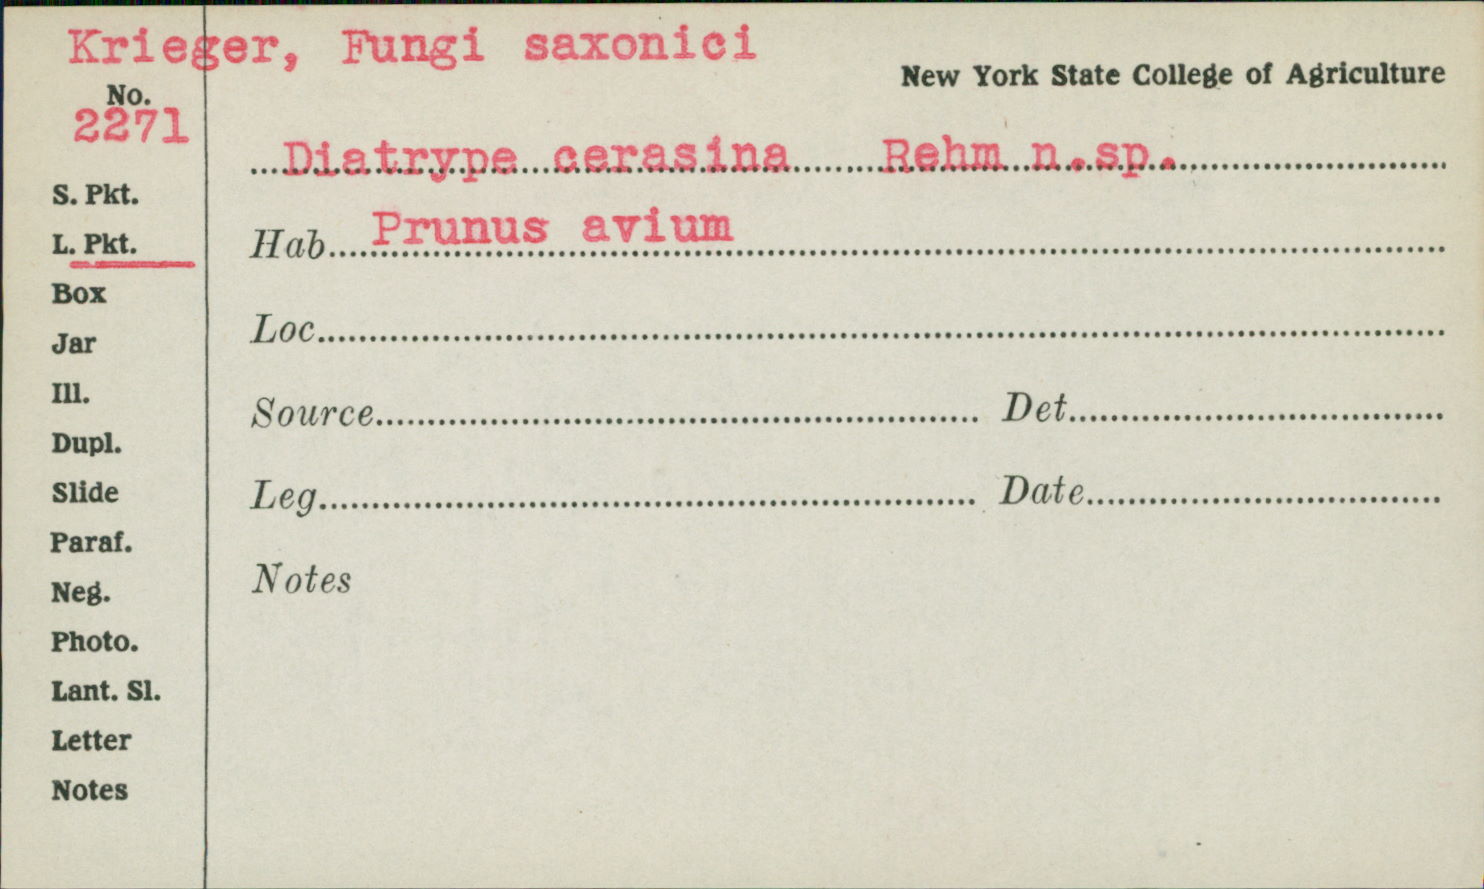 Krieger, Fungi saxonici
New York State College of Agriculture
No.
2271
Diatrype cerasina Rehm n.sp.
S. Pkt.
Hab. Prunus avium
L. Pkt.
Box
Loc.
Jar
Ill.
Source Det.
Dupl.
Slide
Leg. Date
Paraf.
Notes
Neg.
Photo.
Lant. Sl.
Letter
Notes